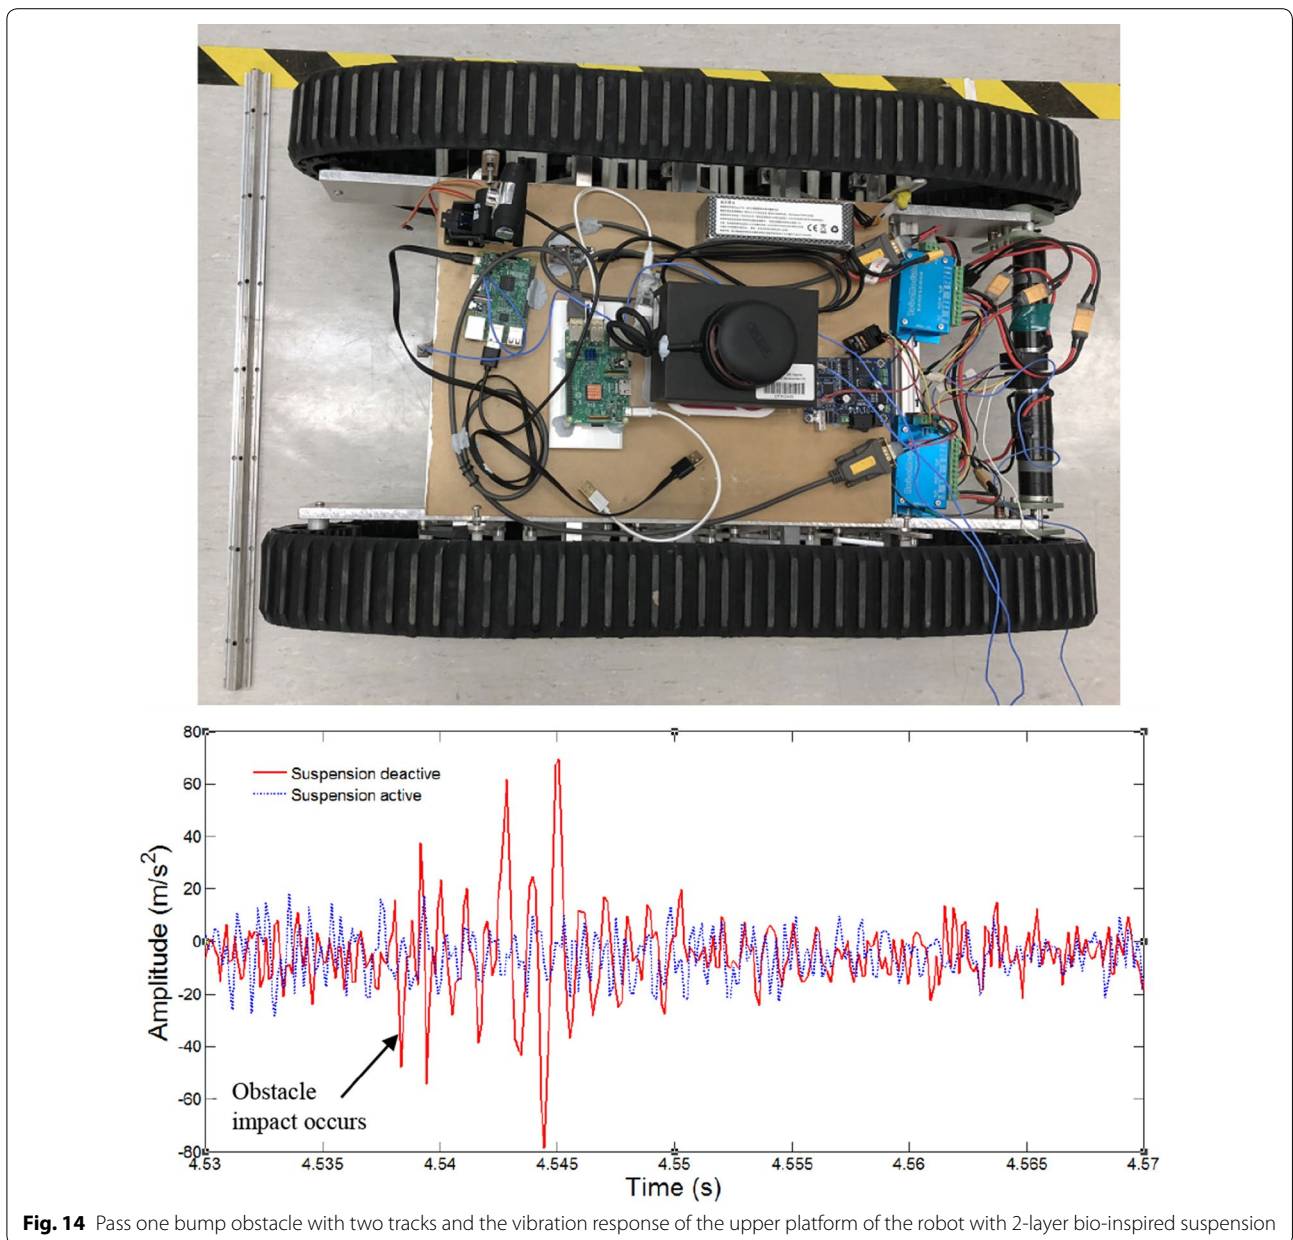 80
60
40
20
0
-20
-40
-60
-80
Amplitude (m/s²)
Suspension deactive
Suspension active
Obstacle
impact occurs
4.53 4.535 4.54 4.545 4.55 4.555 4.56 4.565 4.57
Time (s)
Fig. 14 Pass one bump obstacle with two tracks and the vibration response of the upper platform of the robot with 2-layer bio-inspired suspension